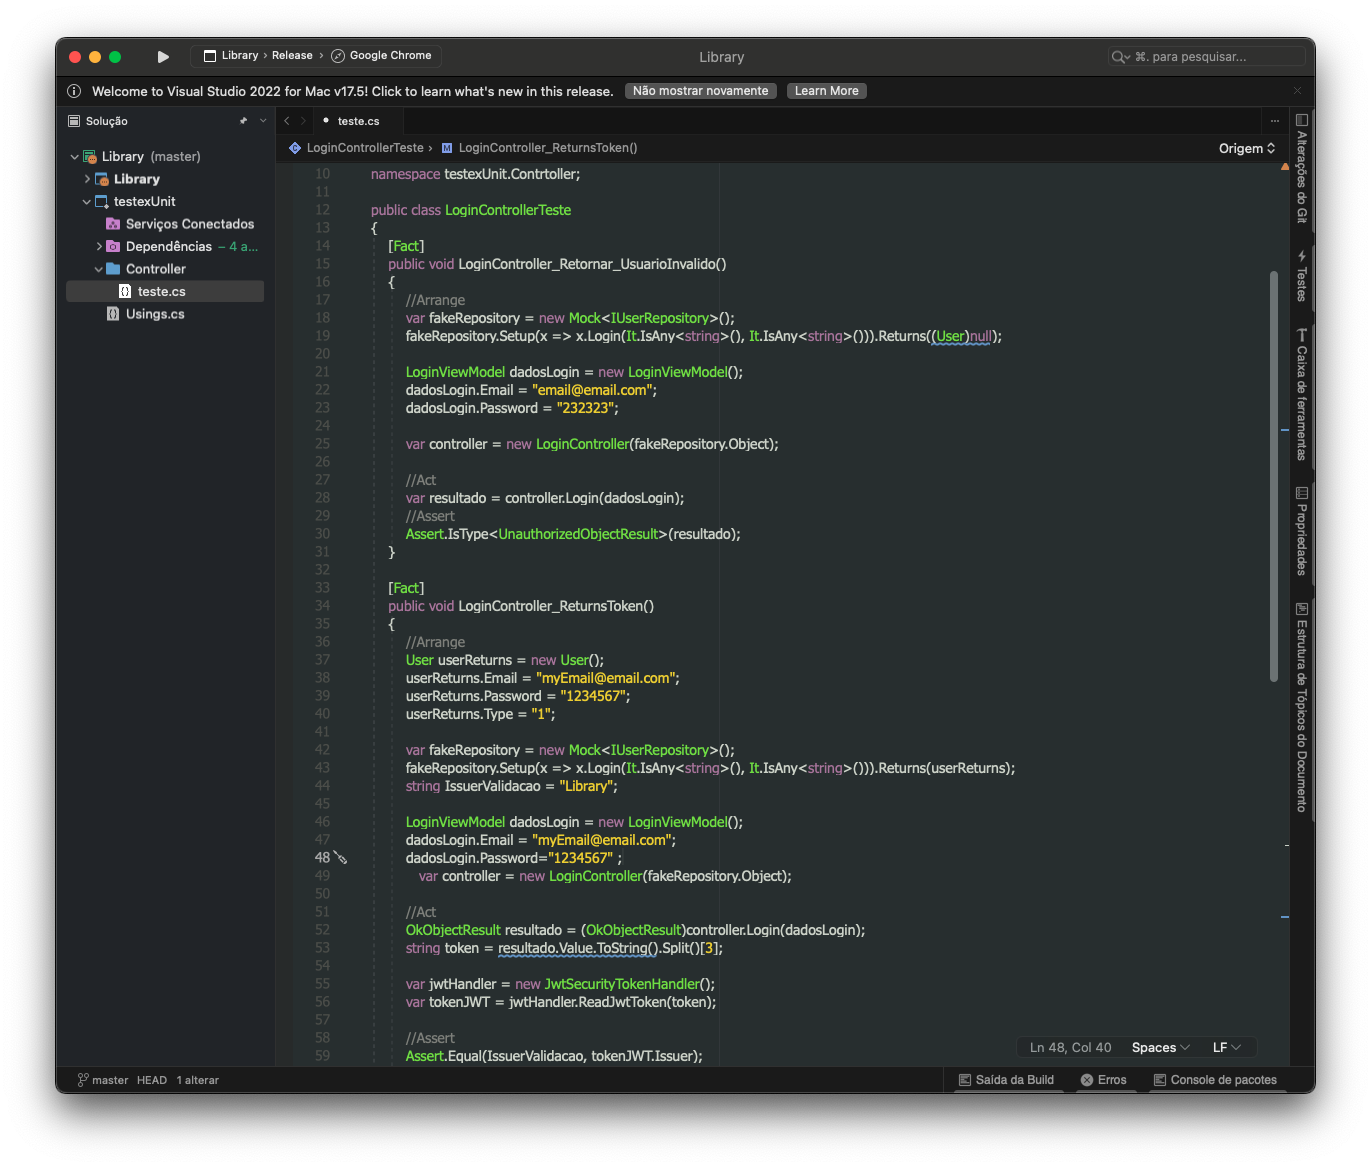 Library › Release › Google Chrome
Library
⌘. para pesquisar...
Welcome to Visual Studio 2022 for Mac v17.5! Click to learn what's new in this release.
Não mostrar novamente
Learn More
Solução
Library (master)
Library
testexUnit
Serviços Conectados
Dependências – 4 a...
Controller
teste.cs
Usings.cs
teste.cs
LoginControllerTeste › M LoginController_ReturnsToken()
Origem
10 namespace testexUnit.Contrtoller;
11
12 public class LoginControllerTeste
13 {
14 [Fact]
15 public void LoginController_Retornar_UsuarioInvalido()
16 {
17 //Arrange
18 var fakeRepository = new Mock<IUserRepository>();
19 fakeRepository.Setup(x => x.Login(It.IsAny<string>(), It.IsAny<string>())).Returns((User)null);
20
21 LoginViewModel dadosLogin = new LoginViewModel();
22 dadosLogin.Email = "email@email.com";
23 dadosLogin.Password = "232323";
24
25 var controller = new LoginController(fakeRepository.Object);
26
27 //Act
28 var resultado = controller.Login(dadosLogin);
29 //Assert
30 Assert.IsType<UnauthorizedObjectResult>(resultado);
31 }
32
33 [Fact]
34 public void LoginController_ReturnsToken()
35 {
36 //Arrange
37 User userReturns = new User();
38 userReturns.Email = "myEmail@email.com";
39 userReturns.Password = "1234567";
40 userReturns.Type = "1";
41
42 var fakeRepository = new Mock<IUserRepository>();
43 fakeRepository.Setup(x => x.Login(It.IsAny<string>(), It.IsAny<string>())).Returns(userReturns);
44 string IssuerValidacao = "Library";
45
46 LoginViewModel dadosLogin = new LoginViewModel();
47 dadosLogin.Email = "myEmail@email.com";
48 dadosLogin.Password="1234567" ;
49 var controller = new LoginController(fakeRepository.Object);
50
51 //Act
52 OkObjectResult resultado = (OkObjectResult)controller.Login(dadosLogin);
53 string token = resultado.Value.ToString().Split()[3];
54
55 var jwtHandler = new JwtSecurityTokenHandler();
56 var tokenJWT = jwtHandler.ReadJwtToken(token);
57
58 //Assert
59 Assert.Equal(IssuerValidacao, tokenJWT.Issuer);
Ln 48, Col 40 Spaces LF
Alterações do Git
Testes
Caixa de ferramentas
Propriedades
Estrutura de Tópicos do Documento
master HEAD 1 alterar
Saída da Build
Erros
Console de pacotes